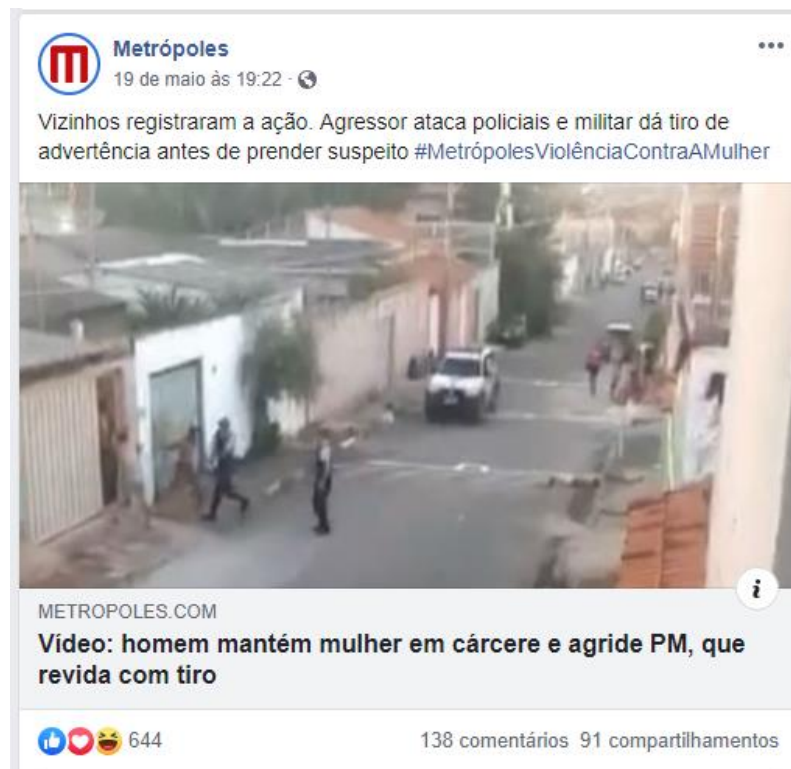 Metrópoles
19 de maio às 19:22 ·
Vizinhos registraram a ação. Agressor ataca policiais e militar dá tiro de
advertência antes de prender suspeito #MetrópolesViolênciaContraAMulher
METROPOLES.COM
Vídeo: homem mantém mulher em cárcere e agride PM, que
revida com tiro
644 138 comentários 91 compartilhamentos